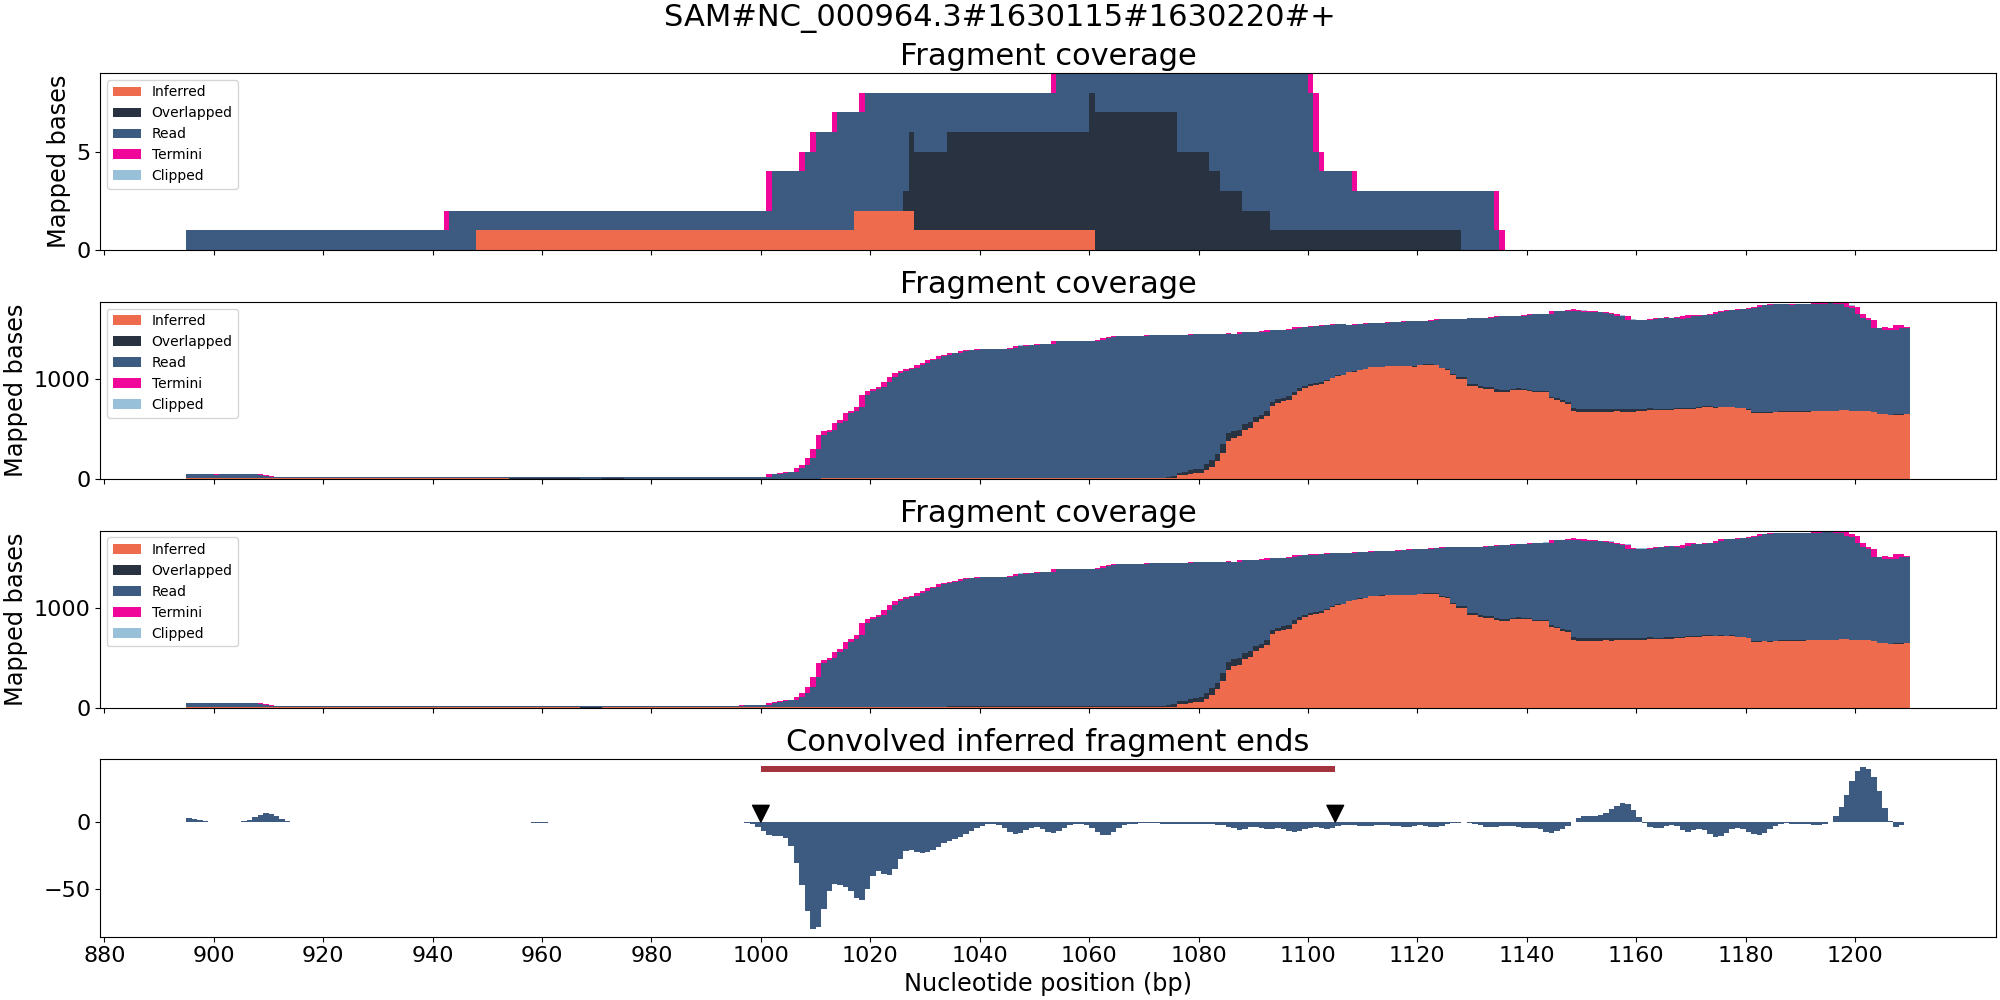 SAM#NC_000964.3#1630115#1630220#+
Fragment coverage
Mapped bases
5
0
Inferred
Overlapped
Read
Termini
Clipped
Fragment coverage
Mapped bases
1000
0
Inferred
Overlapped
Read
Termini
Clipped
Fragment coverage
Mapped bases
1000
0
Inferred
Overlapped
Read
Termini
Clipped
Convolved inferred fragment ends
0
−50
880 900 920 940 960 980 1000 1020 1040 1060 1080 1100 1120 1140 1160 1180 1200
Nucleotide position (bp)